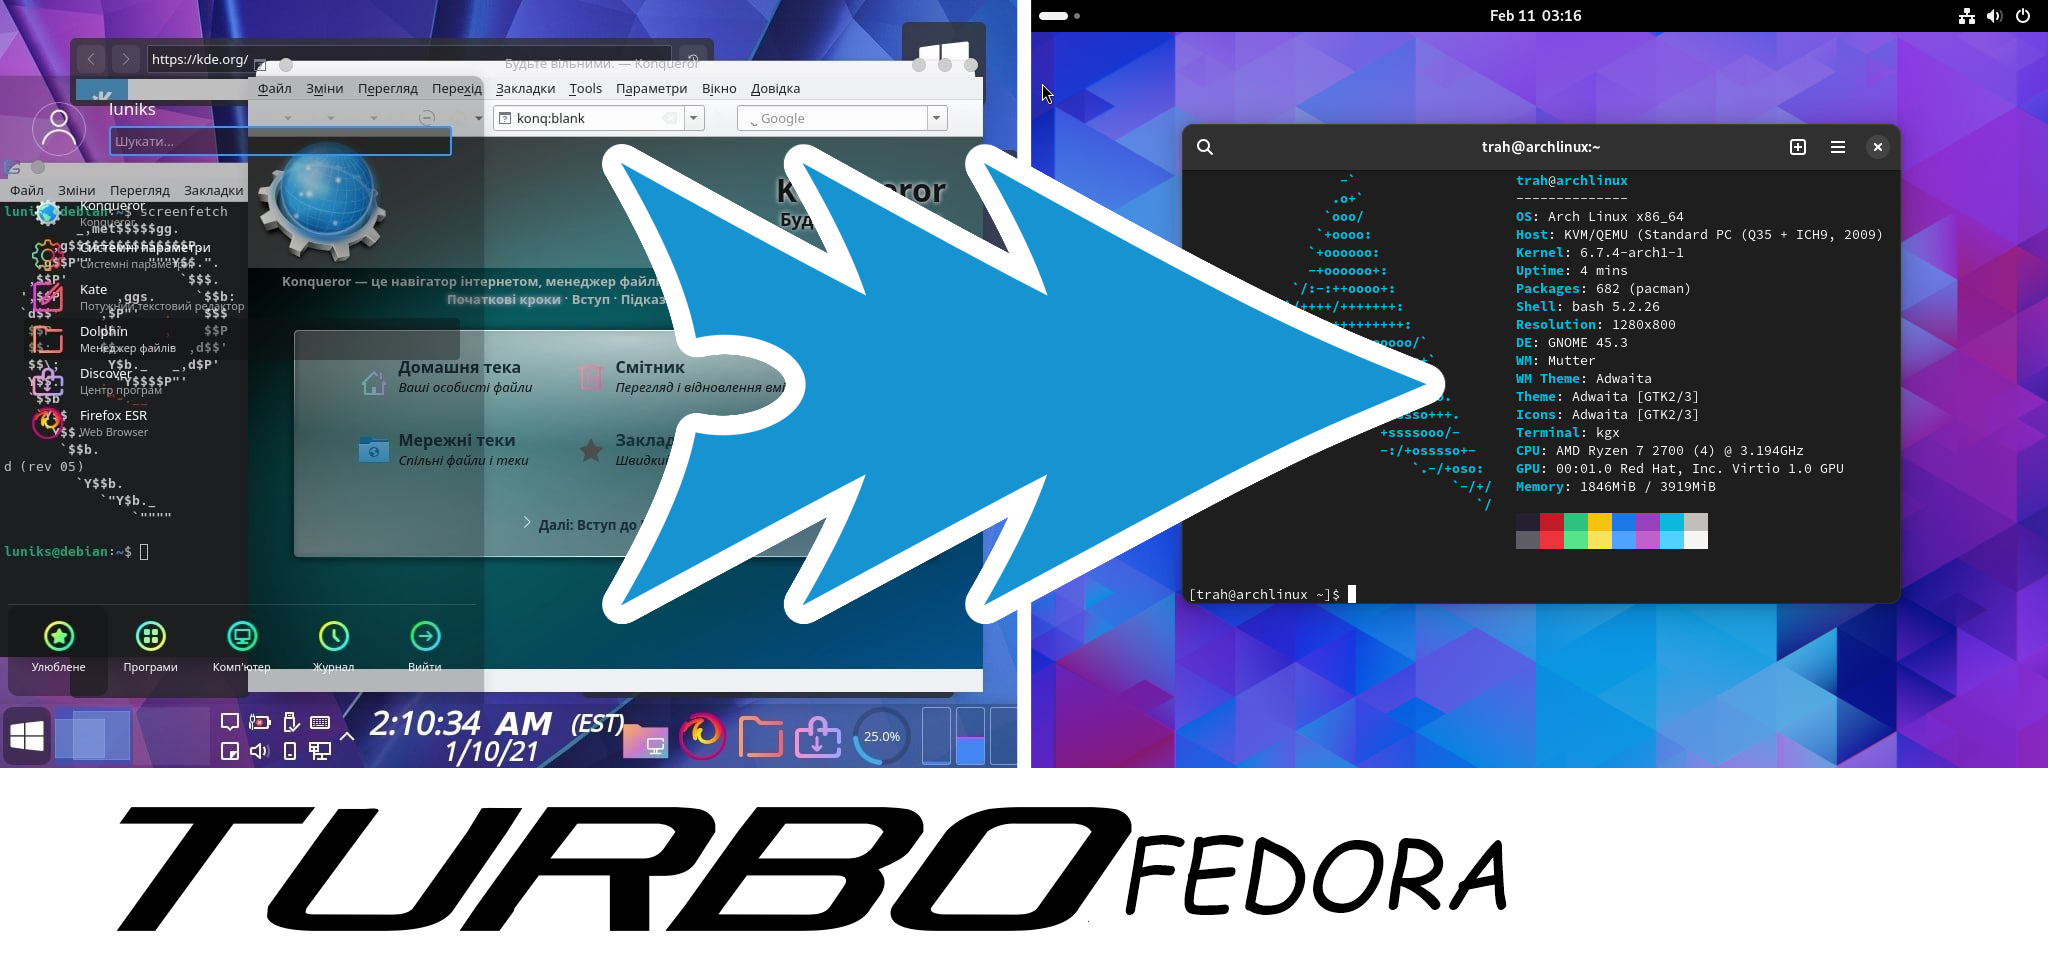 https://kde.org/
Будьте вільними. — Konqueror
Файл Зміни Перегляд Перехід Закладки Tools Параметри Вікно Довідка
luniks
konq:blank
Google
Шукати...
Файл Зміни Перегляд Закладки
luniks@debian:~$ screenfetch
Konqueror
Konqueror
Системні параметри
Системні параметри
Kate
Потужний текстовий редактор
Dolphin
Менеджер файлів
Discover
Центр програм
Firefox ESR
Web Browser
d (rev 05)
luniks@debian:~$
Konqueror — це навігатор інтернетом, менеджер
Початкові кроки · Вступ ·
Домашня тека
Ваші особисті файли
Смітник
Перегляд і відновлення
Мережні теки
Спільні файли і теки
Далі: Вступ до
Улюблене Програми Комп'ютер Журнал Вийти
2:10:34 AM (EST)
1/10/21
25.0%
Feb 11 03:16
trah@archlinux:~
trah@archlinux
--------------
OS: Arch Linux x86_64
Host: KVM/QEMU (Standard PC (Q35 + ICH9, 2009)
Kernel: 6.7.4-arch1-1
Uptime: 4 mins
Packages: 682 (pacman)
Shell: bash 5.2.26
Resolution: 1280x800
DE: GNOME 45.3
WM: Mutter
WM Theme: Adwaita
Theme: Adwaita [GTK2/3]
Icons: Adwaita [GTK2/3]
Terminal: kgx
CPU: AMD Ryzen 7 2700 (4) @ 3.194GHz
GPU: 00:01.0 Red Hat, Inc. Virtio 1.0 GPU
Memory: 1846MiB / 3919MiB
[trah@archlinux ~]$
TURBO FEDORA